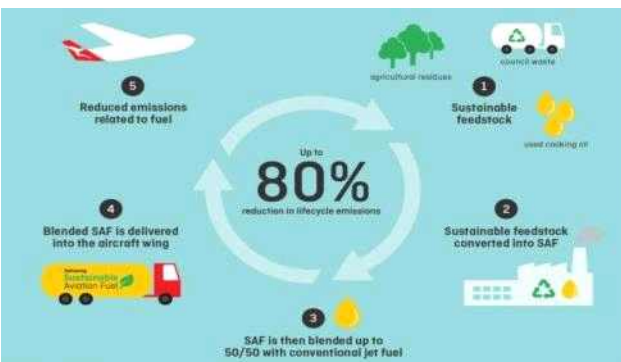 agricultural residues
council waste
1
Sustainable
feedstock
used cooking oil
2
Sustainable feedstock
converted into SAF
3
SAF is then blended up to
50/50 with conventional jet fuel
4
Blended SAF is delivered
into the aircraft wing
Sustainable
Aviation Fuel
5
Reduced emissions
related to fuel
Up to
80%
reduction in lifecycle emissions